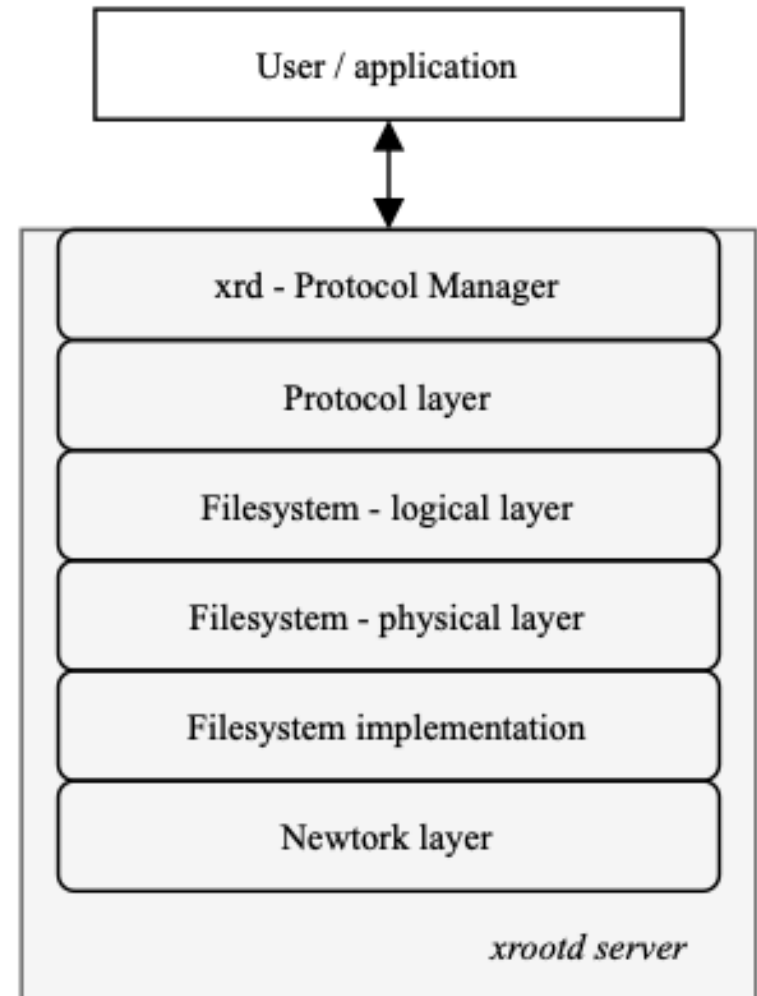 User / application
xrd - Protocol Manager
Protocol layer
Filesystem - logical layer
Filesystem - physical layer
Filesystem implementation
Newtork layer
xrootd server